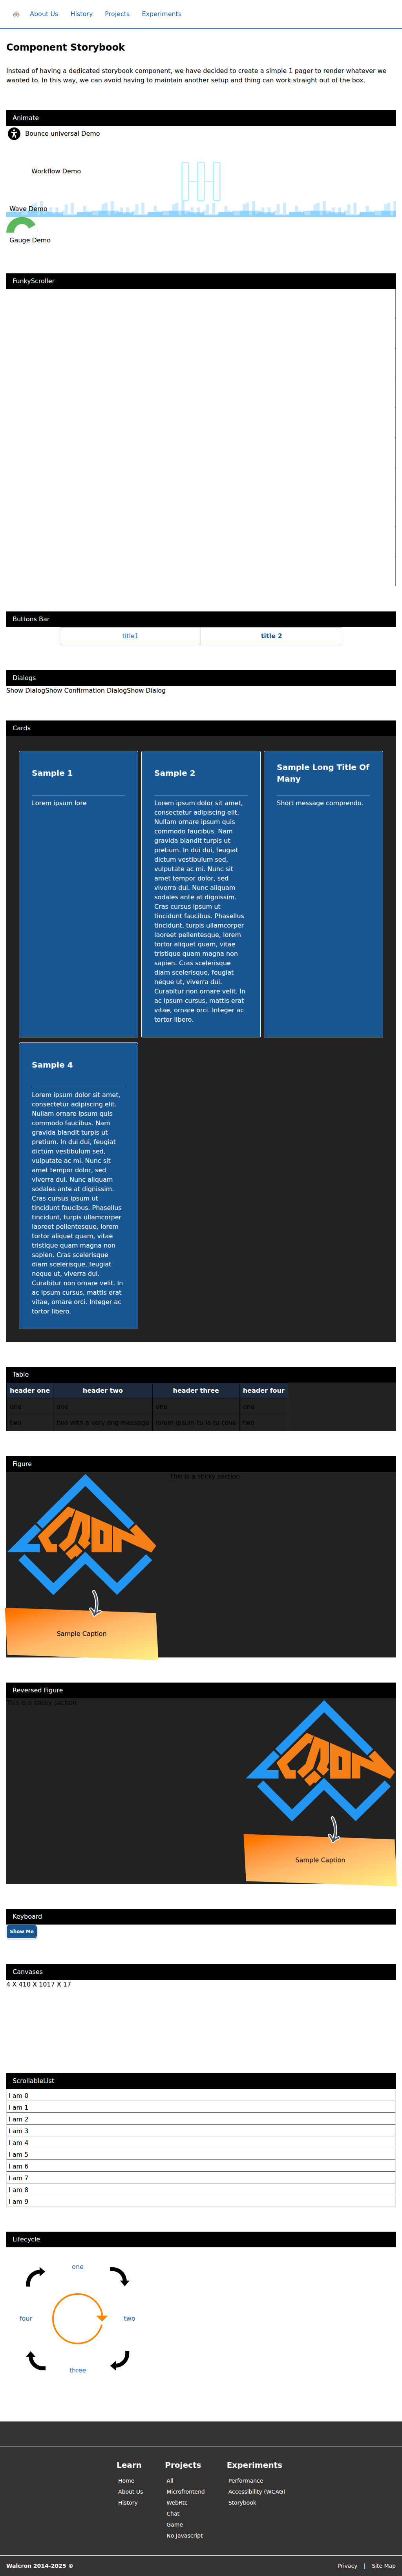 About Us History Projects Experiments
Component Storybook
Instead of having a dedicated storybook component, we have decided to create a simple 1 pager to render whatever we
wanted to. In this way, we can avoid having to maintain another setup and thing can work straight out of the box.
Animate
Bounce universal Demo
Workflow Demo
Wave Demo
Gauge Demo
FunkyScroller
Buttons Bar
title1 title 2
Dialogs
Show DialogShow Confirmation DialogShow Dialog
Cards
Sample 1
Lorem ipsum lore
Sample 2
Lorem ipsum dolor sit amet,
consectetur adipiscing elit.
Nullam ornare ipsum quis
commodo faucibus. Nam
gravida blandit turpis ut
pretium. In dui dui, feugiat
dictum vestibulum sed,
vulputate ac mi. Nunc sit
amet tempor dolor, sed
viverra dui. Nunc aliquam
sodales ante at dignissim.
Cras cursus ipsum ut
tincidunt faucibus. Phasellus
tincidunt, turpis ullamcorper
laoreet pellentesque, lorem
tortor aliquet quam, vitae
tristique quam magna non
sapien. Cras scelerisque
diam scelerisque, feugiat
neque ut, viverra dui.
Curabitur non ornare velit. In
ac ipsum cursus, mattis erat
vitae, ornare orci. Integer ac
tortor libero.
Sample Long Title Of
Many
Short message comprendo.
Sample 4
Lorem ipsum dolor sit amet,
consectetur adipiscing elit.
Nullam ornare ipsum quis
commodo faucibus. Nam
gravida blandit turpis ut
pretium. In dui dui, feugiat
dictum vestibulum sed,
vulputate ac mi. Nunc sit
amet tempor dolor, sed
viverra dui. Nunc aliquam
sodales ante at dignissim.
Cras cursus ipsum ut
tincidunt faucibus. Phasellus
tincidunt, turpis ullamcorper
laoreet pellentesque, lorem
tortor aliquet quam, vitae
tristique quam magna non
sapien. Cras scelerisque
diam scelerisque, feugiat
neque ut, viverra dui.
Curabitur non ornare velit. In
ac ipsum cursus, mattis erat
vitae, ornare orci. Integer ac
tortor libero.
Table
header one header two header three header four
one one one one
two two with a very lng message lorem ipsum tu la tu cowe two
Figure
This is a sticky section
Sample Caption
Reversed Figure
This is a sticky section
Sample Caption
Keyboard
Show Me
Canvases
4 X 410 X 1017 X 17
ScrollableList
I am 0
I am 1
I am 2
I am 3
I am 4
I am 5
I am 6
I am 7
I am 8
I am 9
Lifecycle
one
four two
three
Learn
Home
About Us
History
Projects
All
Microfrontend
WebRtc
Chat
Game
No Javascript
Experiments
Performance
Accessibility (WCAG)
Storybook
Walcron 2014-2025 © Privacy | Site Map